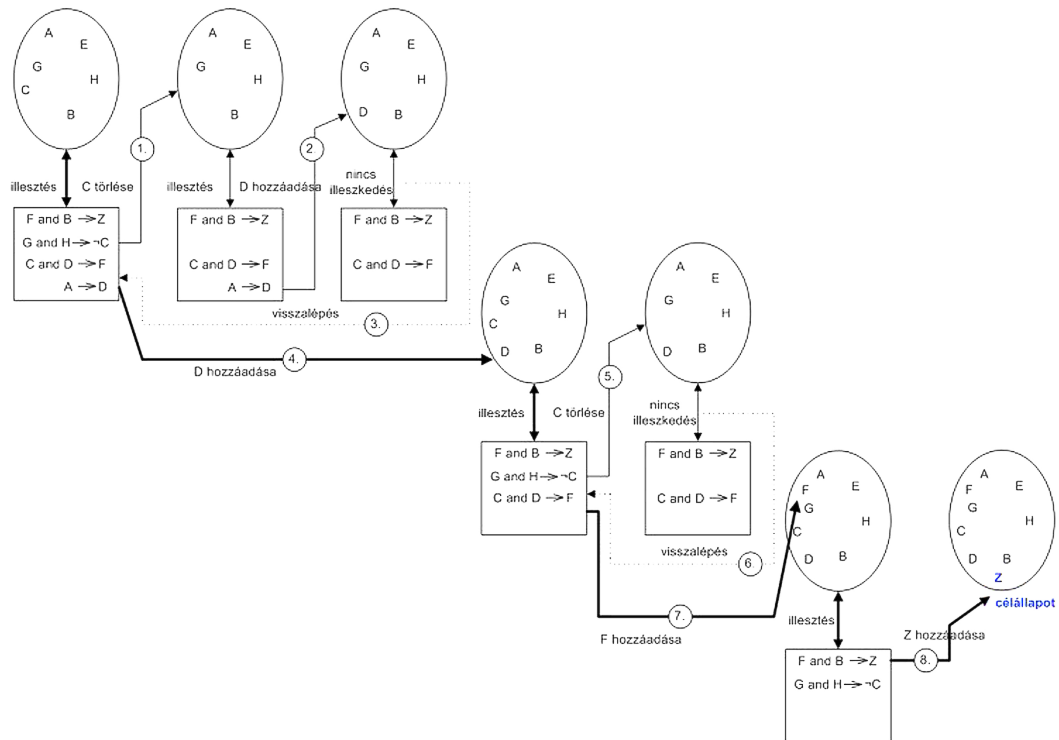 A
E
G
H
C
B
A
E
G
H
B
A
E
G
H
D
B
1.
2.
illesztés
C törlése
illesztés
D hozzáadása
nincs
illeszkedés
F and B → Z
G and H → ¬C
C and D → F
A → D
F and B → Z
C and D → F
A → D
F and B → Z
C and D → F
visszalépés
3.
4.
D hozzáadása
A
E
G
H
C
D
B
A
E
G
H
D
B
5.
illesztés
C törlése
nincs
illeszkedés
F and B → Z
G and H → ¬C
C and D → F
F and B → Z
C and D → F
visszalépés
6.
7.
F hozzáadása
A
F
E
G
H
C
D
B
A
F
E
G
H
C
D
B
Z
célállapot
illesztés
Z hozzáadása
8.
F and B → Z
G and H → ¬C